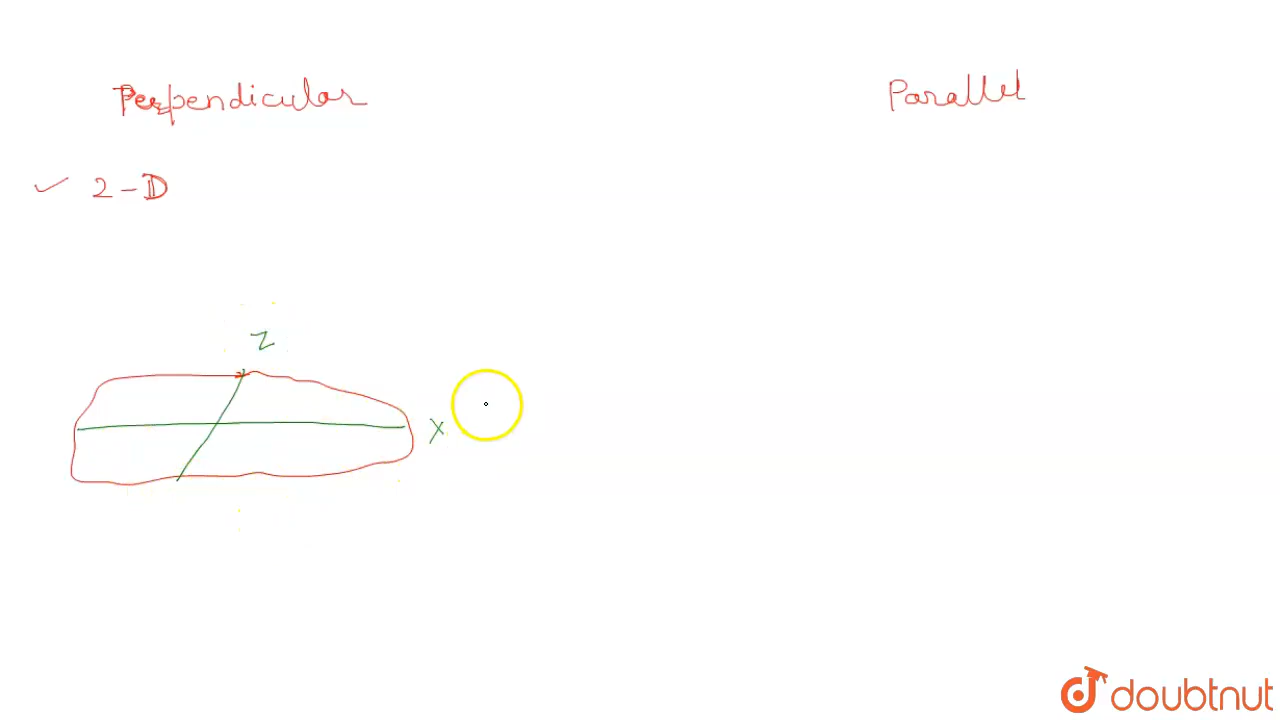 Perpendicular
Parallel
2-D
Z
X
doubtnut